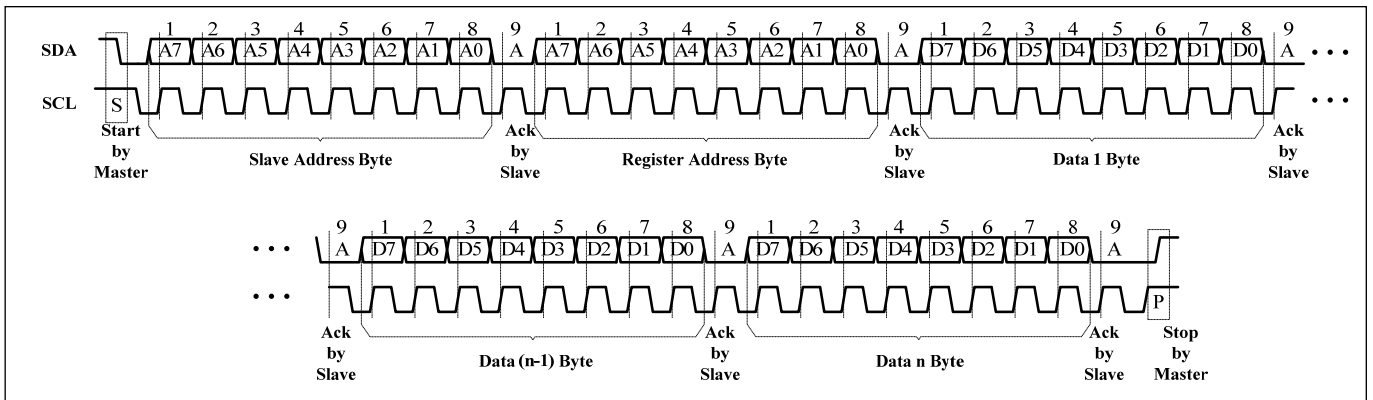 1 2 3 4 5 6 7 8 9 1 2 3 4 5 6 7 8 9 1 2 3 4 5 6 7 8 9
SDA A7 A6 A5 A4 A3 A2 A1 A0 A A7 A6 A5 A4 A3 A2 A1 A0 A D7 D6 D5 D4 D3 D2 D1 D0 A
SCL S
Start by Master
Slave Address Byte
Ack by Slave
Register Address Byte
Ack by Slave
Data 1 Byte
Ack by Slave
9 1 2 3 4 5 6 7 8 9 1 2 3 4 5 6 7 8 9
A D7 D6 D5 D4 D3 D2 D1 D0 A D7 D6 D5 D4 D3 D2 D1 D0 A
P
Ack by Slave
Data (n-1) Byte
Ack by Slave
Data n Byte
Ack by Slave
Stop by Master